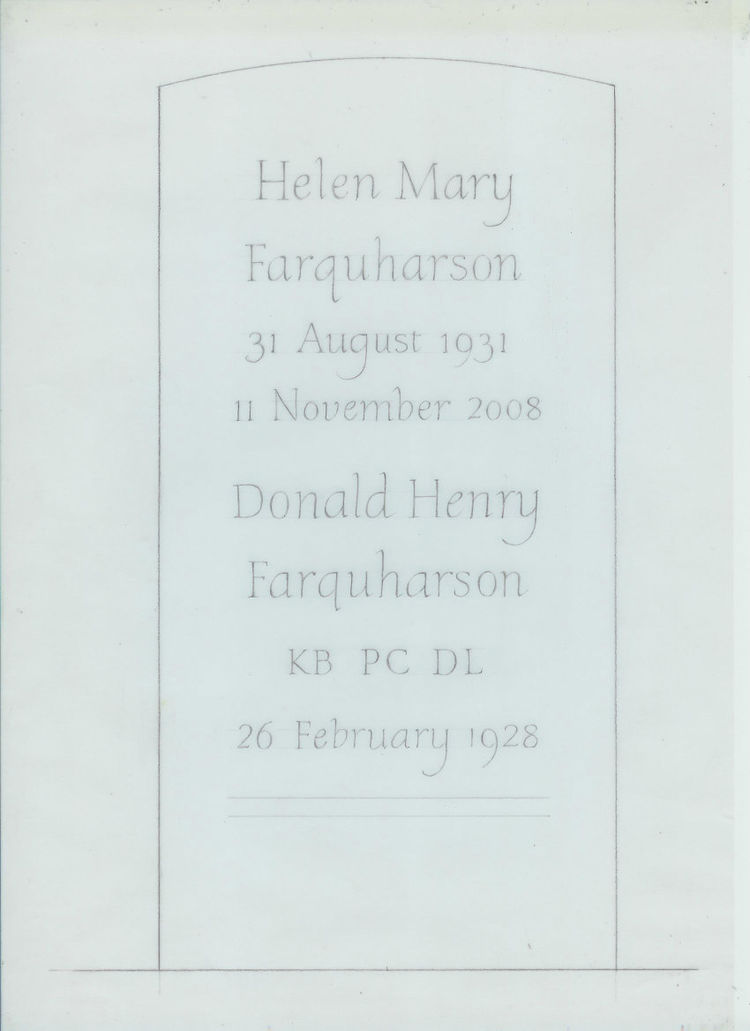 Helen Mary
Farquharson
31 August 1931
11 November 2008
Donald Henry
Farquharson
KB PC DL
26 February 1928